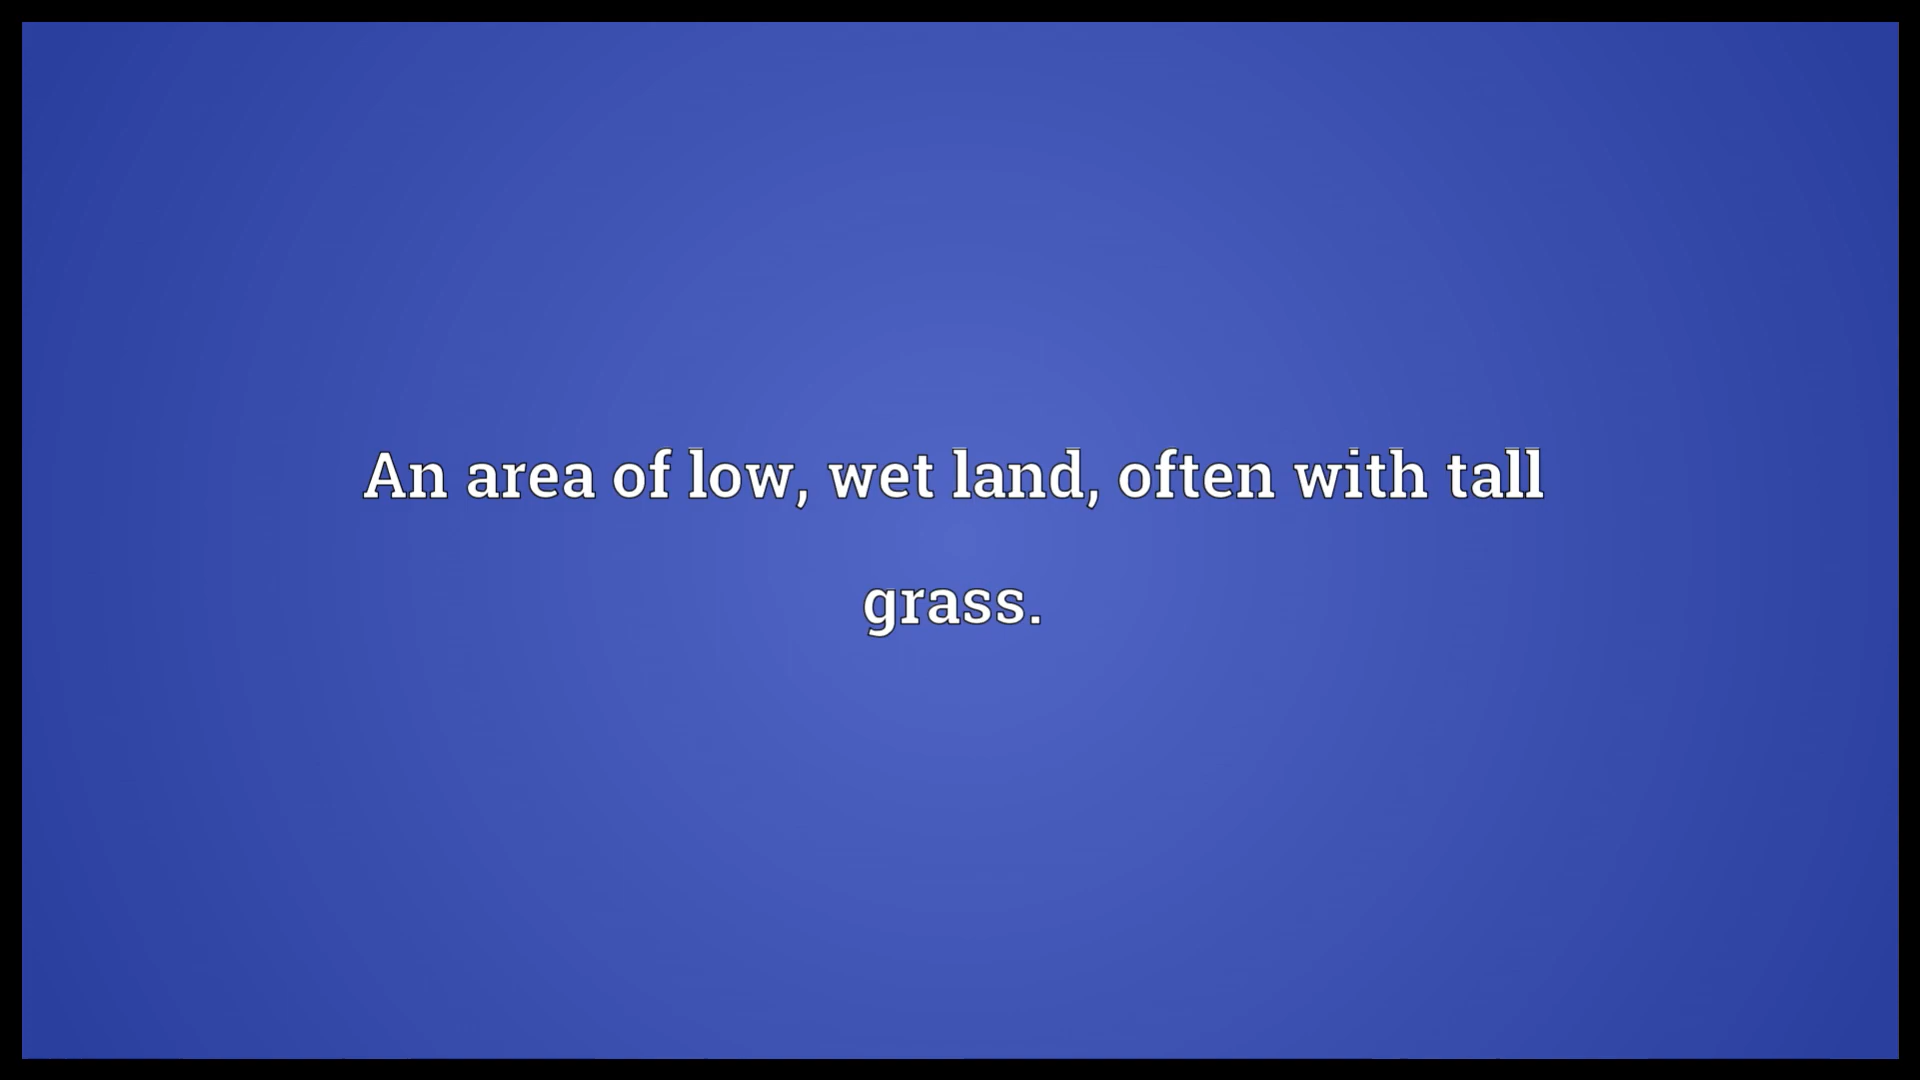 An area of low, wet land, often with tall
grass.